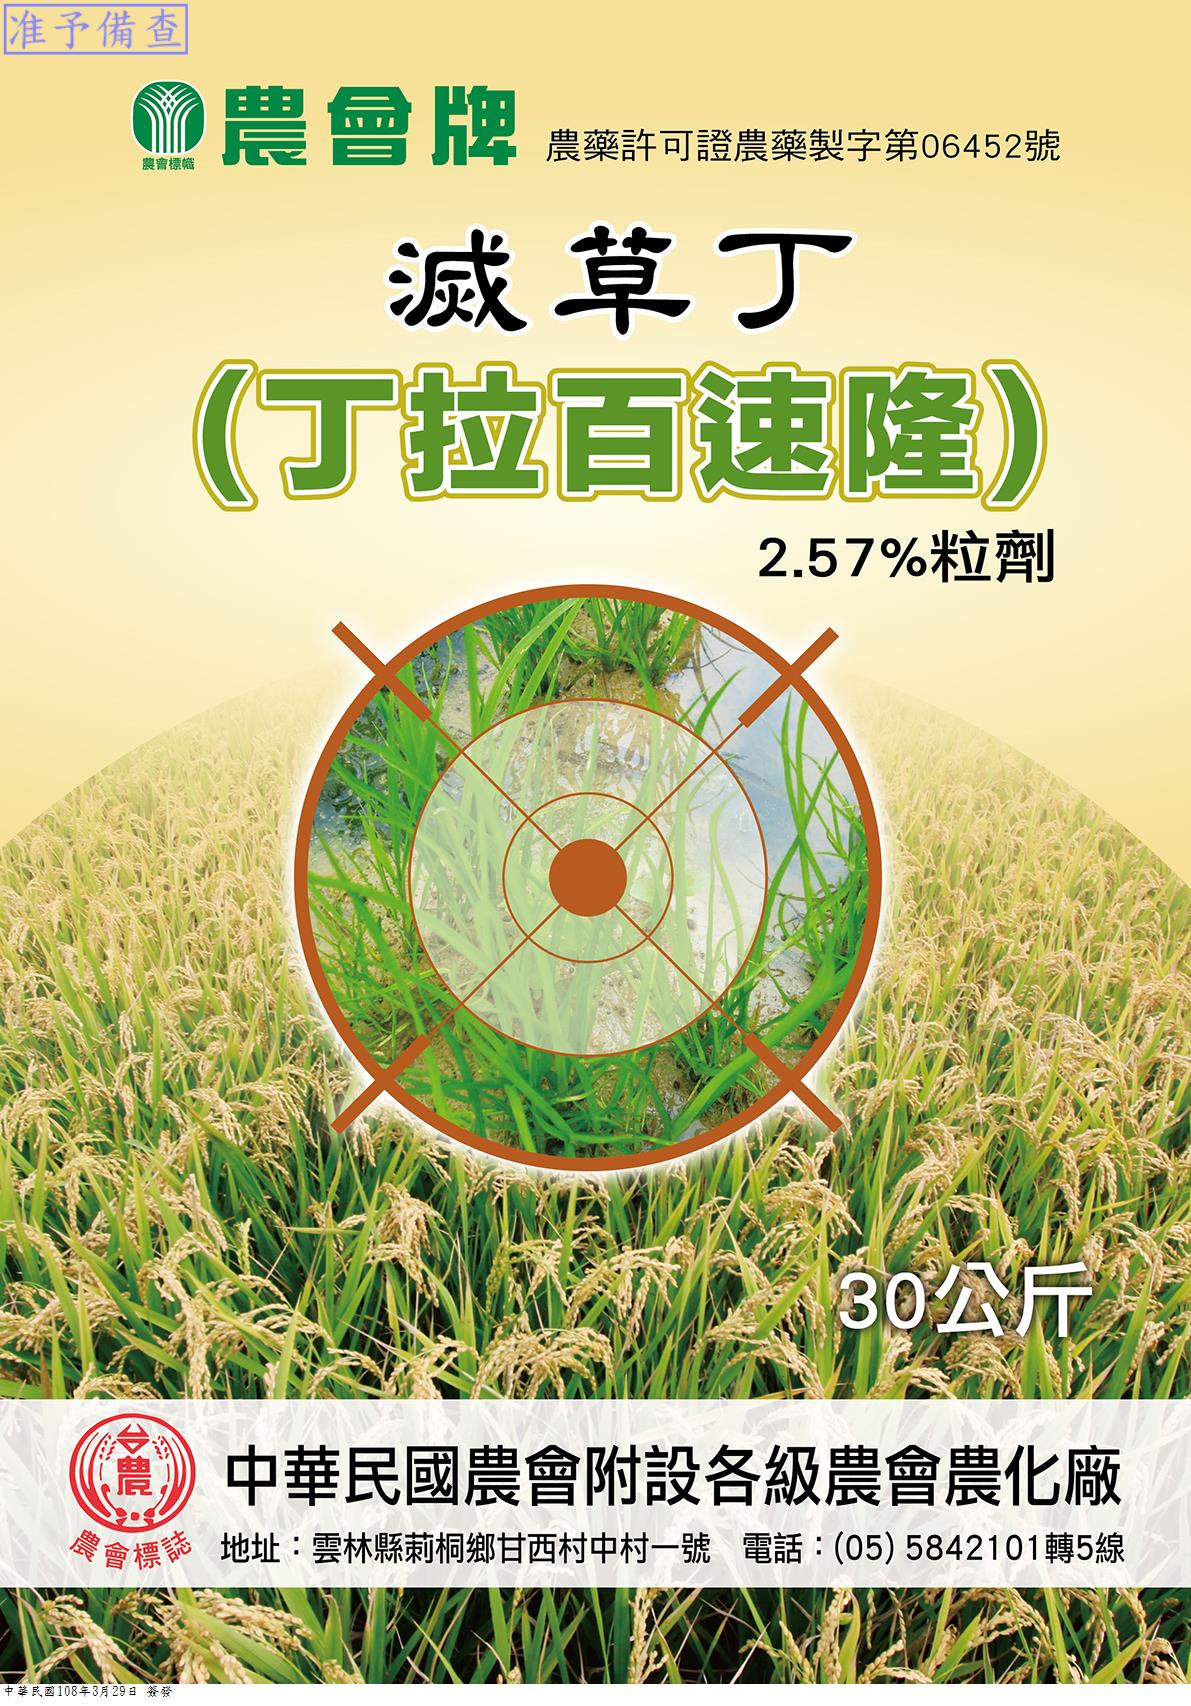 准予備查
農會標幟
農會牌 農藥許可證農藥製字第06452號
滅草丁
(丁拉百速隆)
2.57%粒劑
30公斤
台農
農會標誌
中華民國農會附設各級農會農化廠
地址：雲林縣莿桐鄉甘西村中村一號 電話：(05) 5842101轉5線
中華民國108年3月29日 簽發